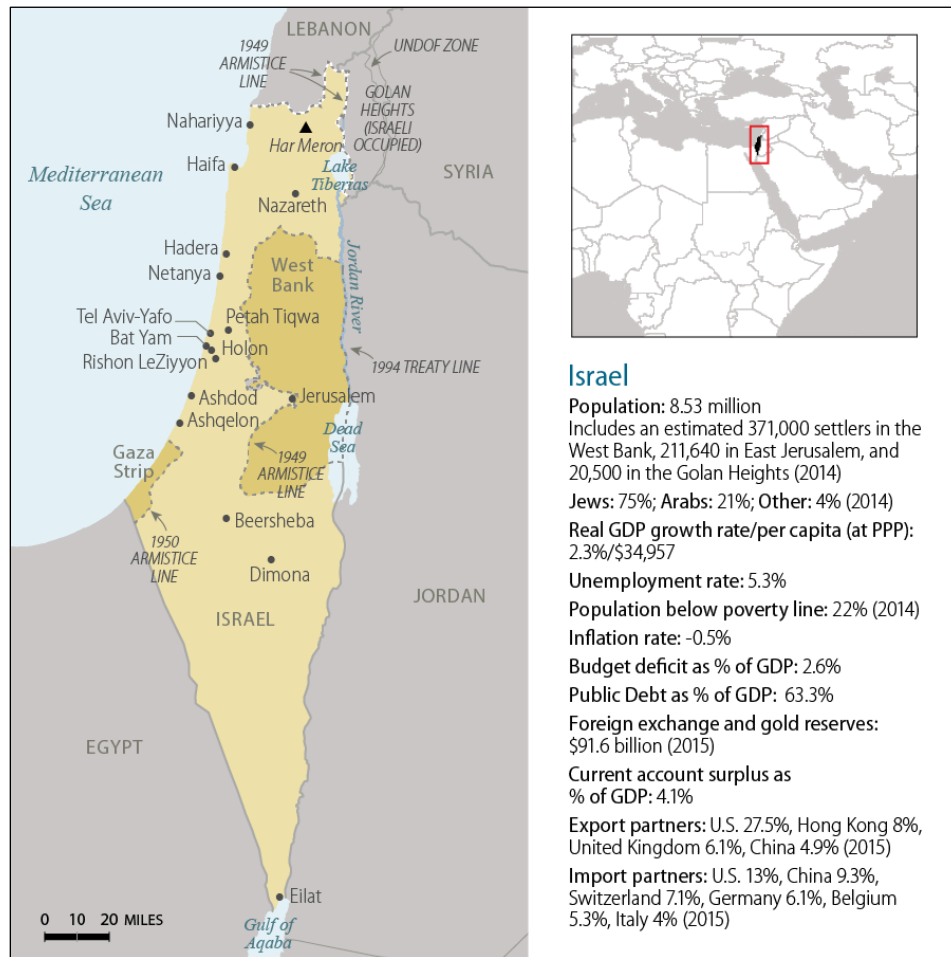 LEBANON
1949
ARMISTICE
LINE
UNDOF ZONE
GOLAN
HEIGHTS
(ISRAELI
OCCUPIED)
Nahariyya
Har Meron
Haifa
Lake
Tiberias
SYRIA
Mediterranean
Sea
Nazareth
Hadera
Netanya
West
Bank
Jordan River
Tel Aviv-Yafo
Petah Tiqwa
Bat Yam
Holon
Rishon LeZiyyon
1994 TREATY LINE
Ashdod
Jerusalem
Ashqelon
Dead
Sea
Gaza
Strip
1949
ARMISTICE
LINE
Beersheba
1950
ARMISTICE
LINE
Dimona
ISRAEL
JORDAN
EGYPT
Eilat
0 10 20 MILES
Gulf of
Aqaba
Israel
Population: 8.53 million
Includes an estimated 371,000 settlers in the
West Bank, 211,640 in East Jerusalem, and
20,500 in the Golan Heights (2014)
Jews: 75%; Arabs: 21%; Other: 4% (2014)
Real GDP growth rate/per capita (at PPP):
2.3%/$34,957
Unemployment rate: 5.3%
Population below poverty line: 22% (2014)
Inflation rate: -0.5%
Budget deficit as % of GDP: 2.6%
Public Debt as % of GDP: 63.3%
Foreign exchange and gold reserves:
$91.6 billion (2015)
Current account surplus as
% of GDP: 4.1%
Export partners: U.S. 27.5%, Hong Kong 8%,
United Kingdom 6.1%, China 4.9% (2015)
Import partners: U.S. 13%, China 9.3%,
Switzerland 7.1%, Germany 6.1%, Belgium
5.3%, Italy 4% (2015)